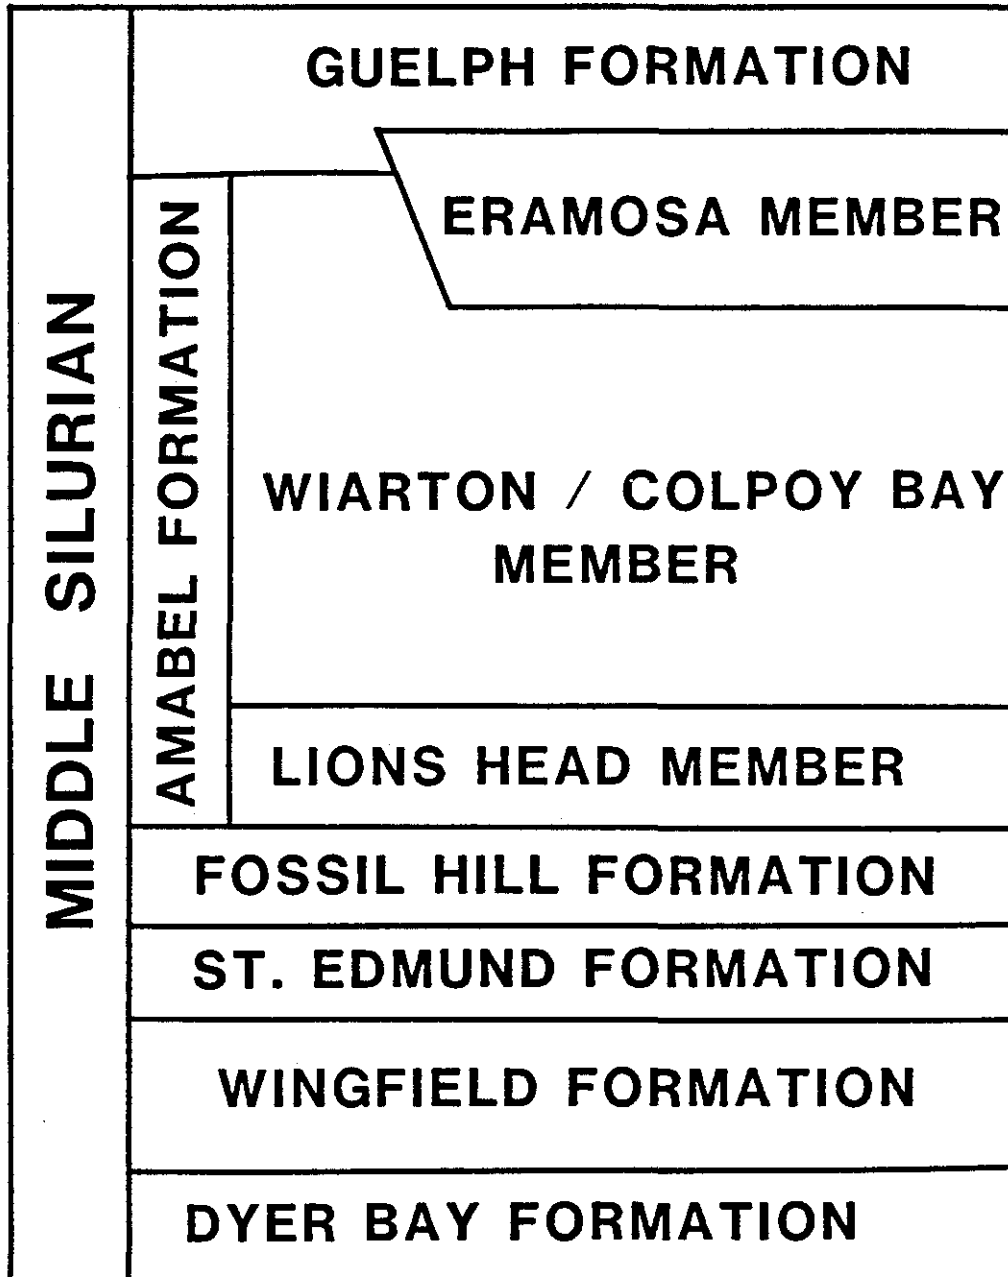 MIDDLE SILURIAN
GUELPH FORMATION
AMABEL FORMATION
ERAMOSA MEMBER
WIARTON / COLPOY BAY
MEMBER
LIONS HEAD MEMBER
FOSSIL HILL FORMATION
ST. EDMUND FORMATION
WINGFIELD FORMATION
DYER BAY FORMATION